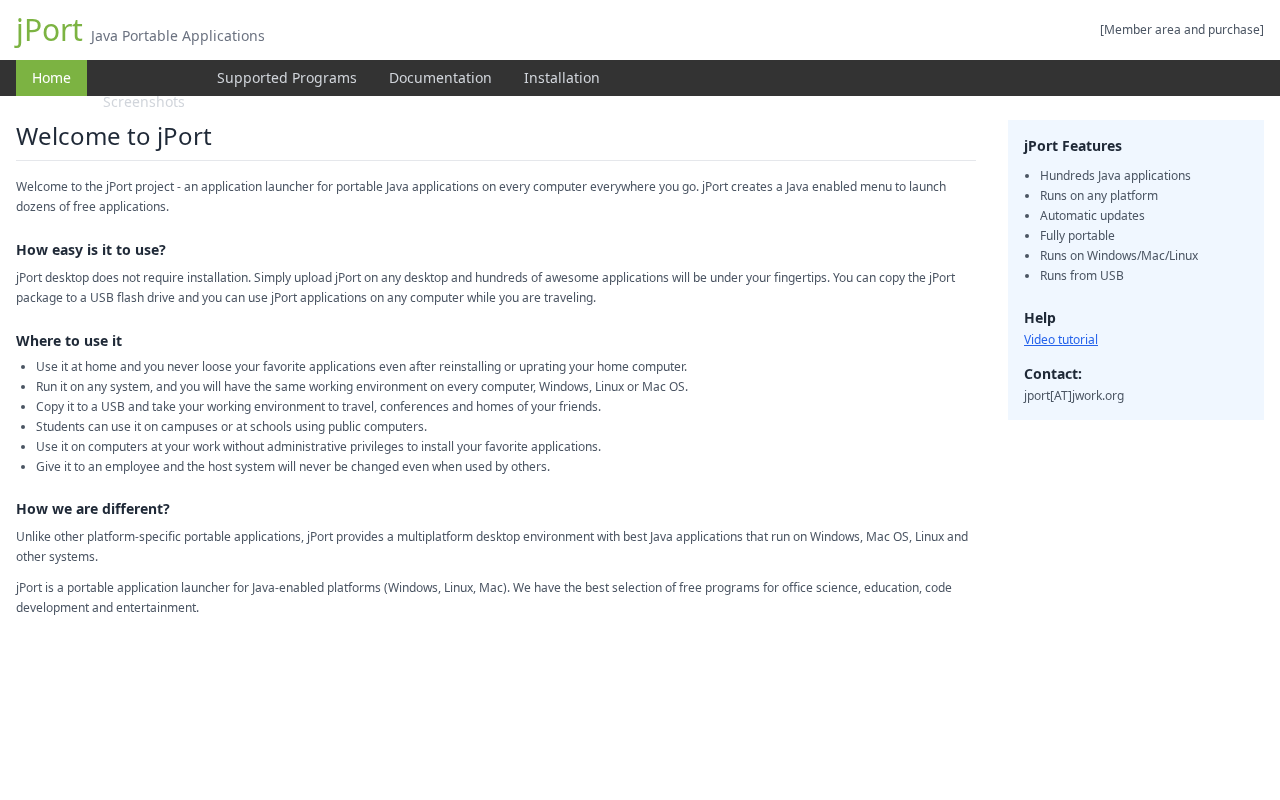 jPort Java Portable Applications
[Member area and purchase]
Home
Screenshots
Supported Programs
Documentation
Installation
Welcome to jPort
Welcome to the jPort project - an application launcher for portable Java applications on every computer everywhere you go. jPort creates a Java enabled menu to launch
dozens of free applications.
How easy is it to use?
jPort desktop does not require installation. Simply upload jPort on any desktop and hundreds of awesome applications will be under your fingertips. You can copy the jPort
package to a USB flash drive and you can use jPort applications on any computer while you are traveling.
Where to use it
• Use it at home and you never loose your favorite applications even after reinstalling or uprating your home computer.
• Run it on any system, and you will have the same working environment on every computer, Windows, Linux or Mac OS.
• Copy it to a USB and take your working environment to travel, conferences and homes of your friends.
• Students can use it on campuses or at schools using public computers.
• Use it on computers at your work without administrative privileges to install your favorite applications.
• Give it to an employee and the host system will never be changed even when used by others.
How we are different?
Unlike other platform-specific portable applications, jPort provides a multiplatform desktop environment with best Java applications that run on Windows, Mac OS, Linux and
other systems.
jPort is a portable application launcher for Java-enabled platforms (Windows, Linux, Mac). We have the best selection of free programs for office science, education, code
development and entertainment.
jPort Features
• Hundreds Java applications
• Runs on any platform
• Automatic updates
• Fully portable
• Runs on Windows/Mac/Linux
• Runs from USB
Help
Video tutorial
Contact:
jport[AT]jwork.org